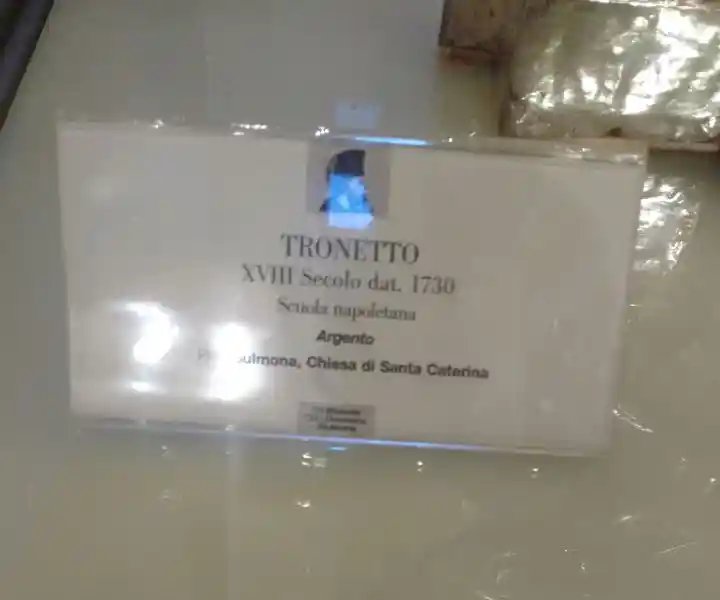 TRONETTO
XVIII Secolo dat. 1730
Scuola napoletana
Argento
Sulmona, Chiesa di Santa Caterina